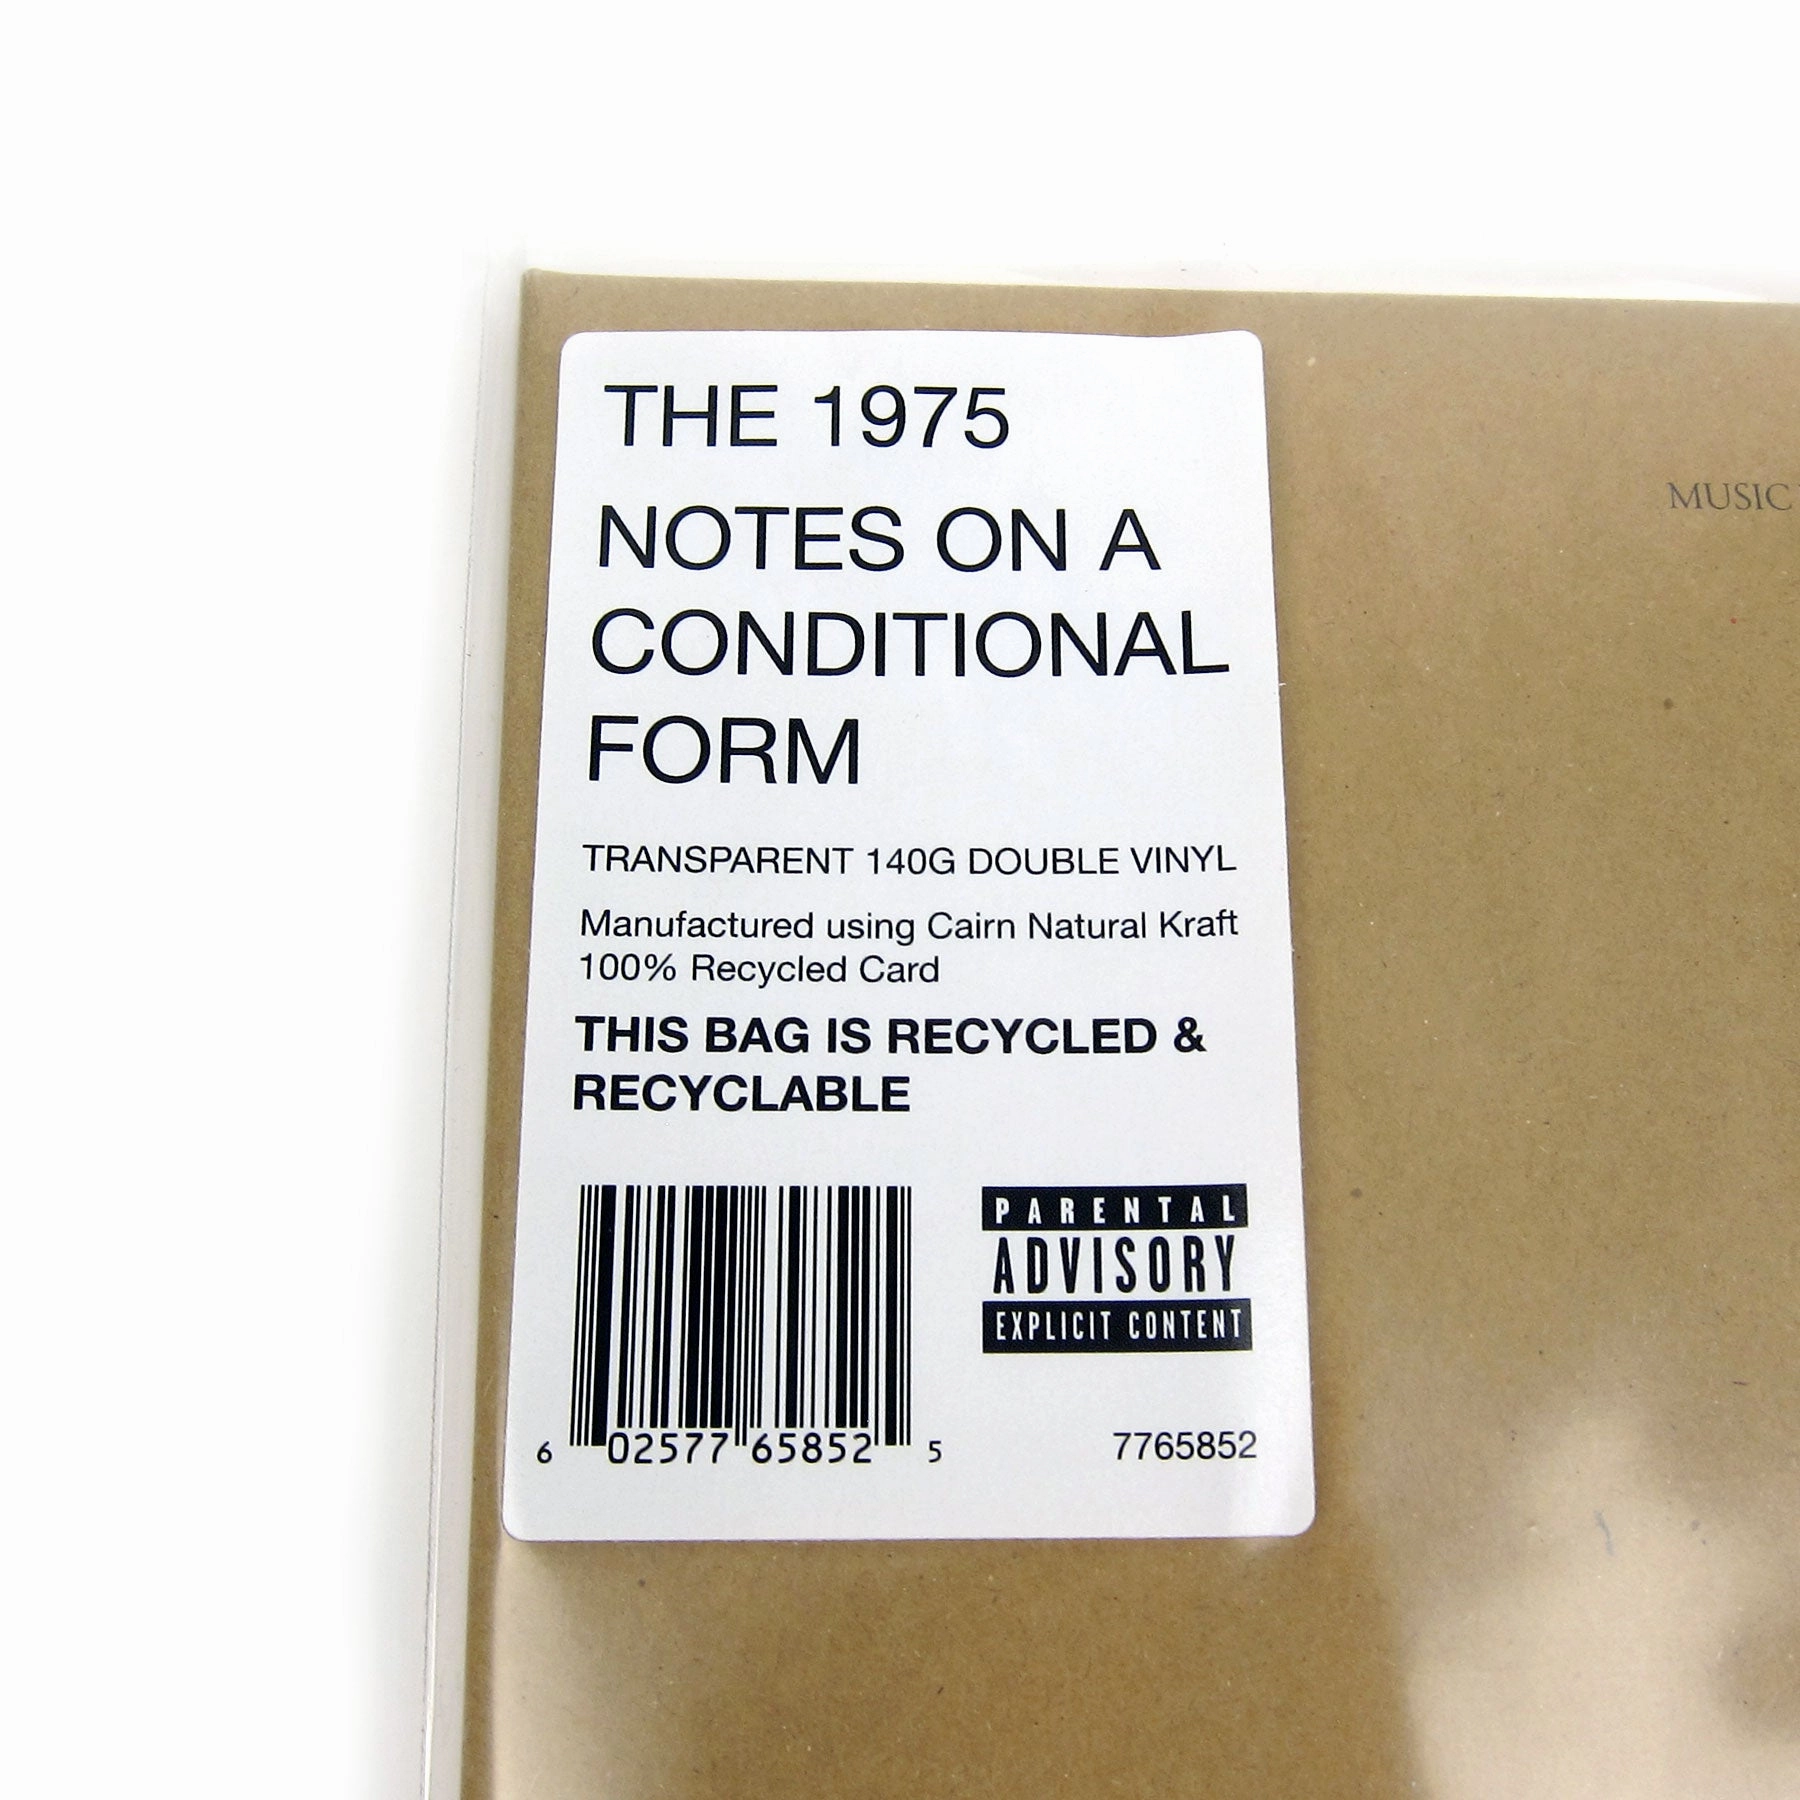 THE 1975
NOTES ON A
CONDITIONAL
FORM
TRANSPARENT 140G DOUBLE VINYL
Manufactured using Cairn Natural Kraft
100% Recycled Card
THIS BAG IS RECYCLED &
RECYCLABLE
PARENTAL
ADVISORY
EXPLICIT CONTENT
6 02577 65852 5
7765852
MUSIC